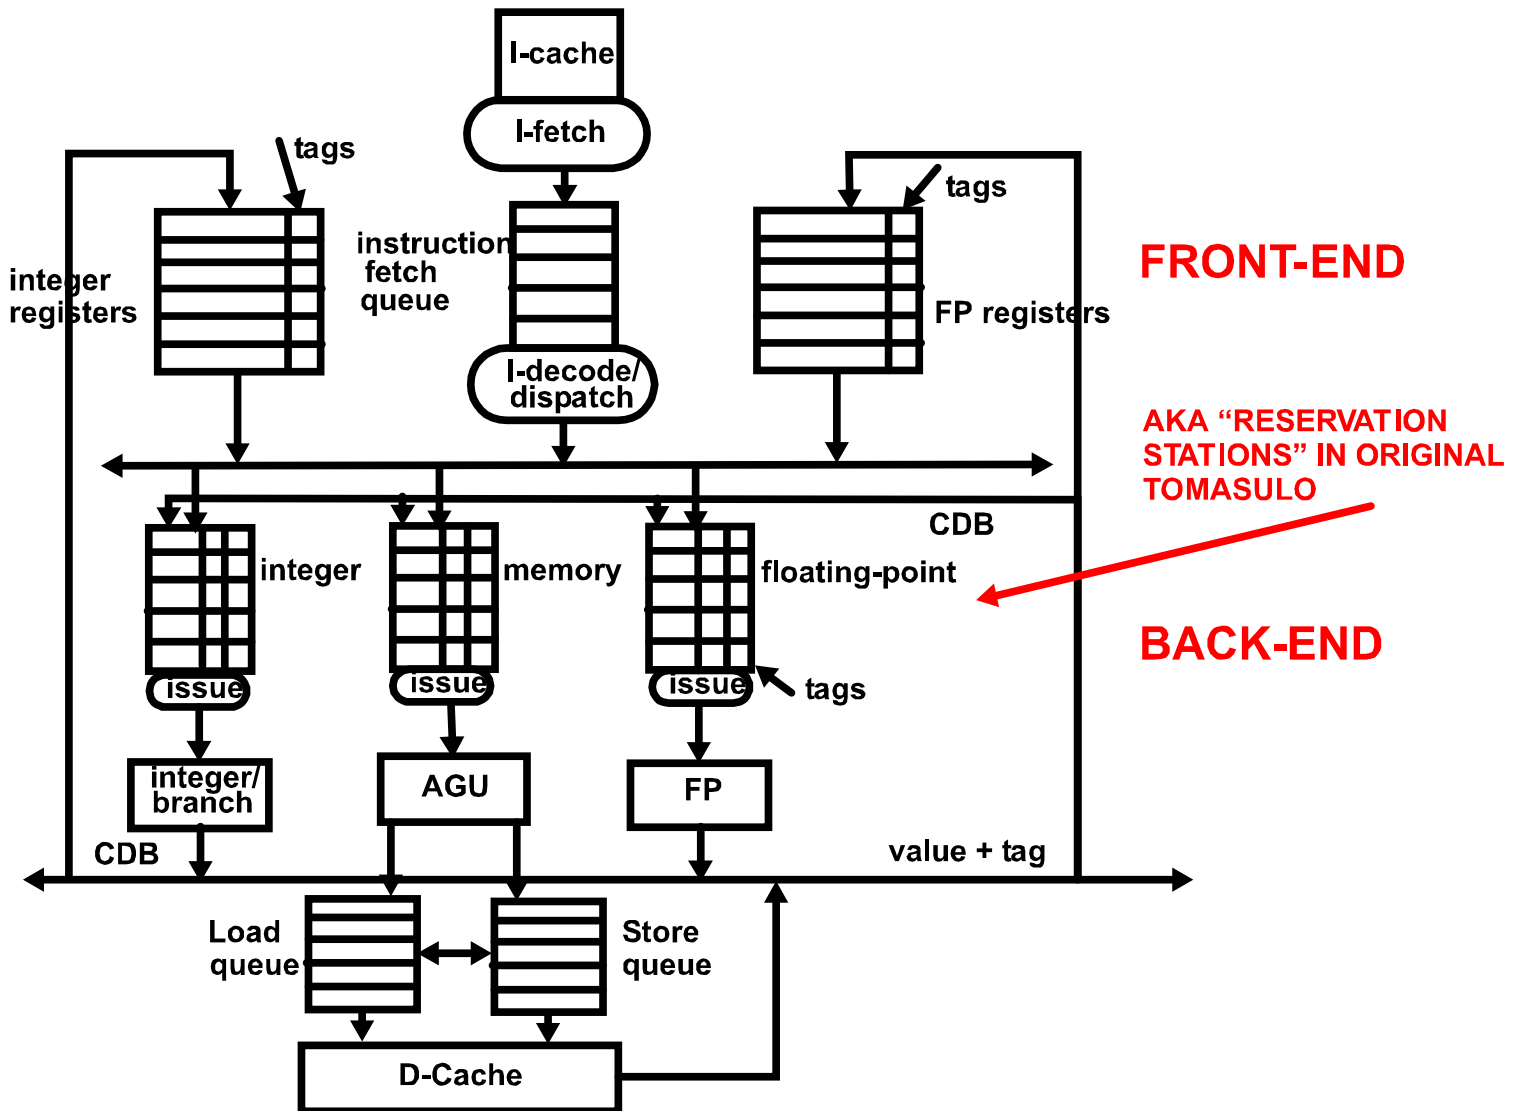 I-cache
I-fetch
tags
tags
instruction
fetch
queue
integer
registers
FRONT-END
FP registers
I-decode/
dispatch
AKA “RESERVATION
STATIONS” IN ORIGINAL
TOMASULO
CDB
integer
memory
floating-point
BACK-END
issue
issue
issue
tags
integer/
branch
AGU
FP
CDB
value + tag
Load
queue
Store
queue
D-Cache